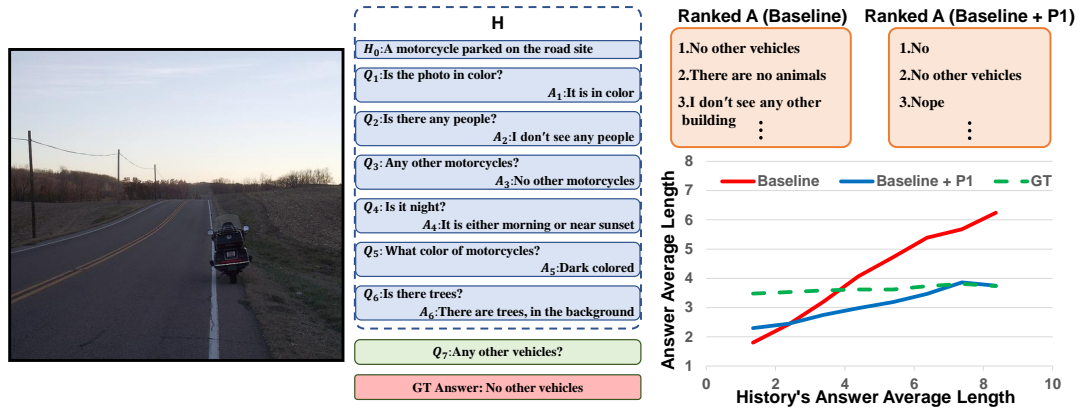 H
H0:A motorcycle parked on the road site
Q1:Is the photo in color?
A1:It is in color
Q2:Is there any people?
A2:I don't see any people
Q3: Any other motorcycles?
A3:No other motorcycles
Q4: Is it night?
A4:It is either morning or near sunset
Q5: What color of motorcycles?
A5:Dark colored
Q6:Is there trees?
A6:There are trees, in the background
Q7:Any other vehicles?
GT Answer: No other vehicles
Ranked A (Baseline)
1.No other vehicles
2.There are no animals
3.I don't see any other
building
⋮
Ranked A (Baseline + P1)
1.No
2.No other vehicles
3.Nope
⋮
Answer Average Length
8
7
6
5
4
3
2
1
Baseline
Baseline + P1
GT
0
2
4
6
8
10
History's Answer Average Length